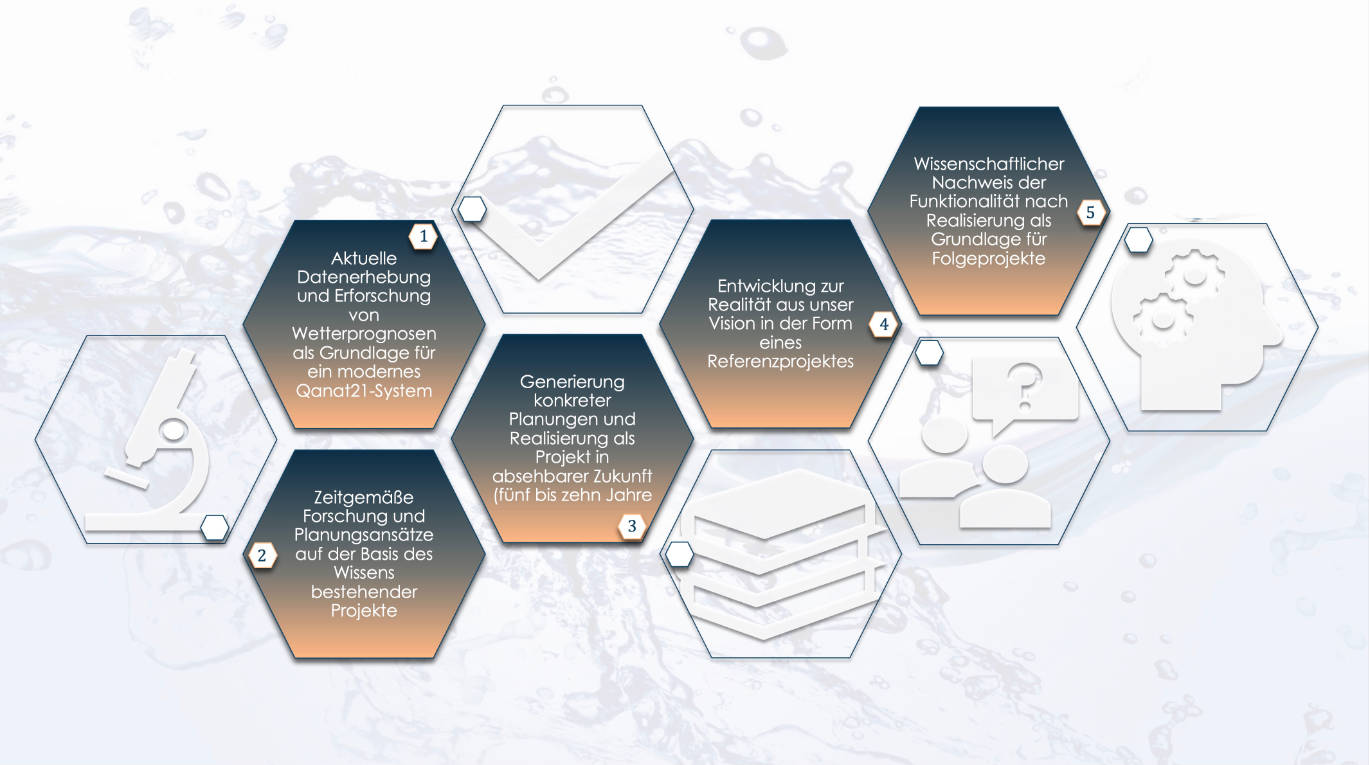 1
Aktuelle
Datenerhebung
und Erforschung
von
Wetterprognosen
als Grundlage für
ein modernes
Qanat21-System
2
Zeitgemäße
Forschung und
Planungsansätze
auf der Basis des
Wissens
bestehender
Projekte
Generierung
konkreter
Planungen und
Realisierung als
Projekt in
absehbarer Zukunft
(fünf bis zehn Jahre
3
Entwicklung zur
Realität aus unser
Vision in der Form
eines
Referenzprojektes
4
Wissenschaftlicher
Nachweis der
Funktionalität nach
Realisierung als
Grundlage für
Folgeprojekte
5
?